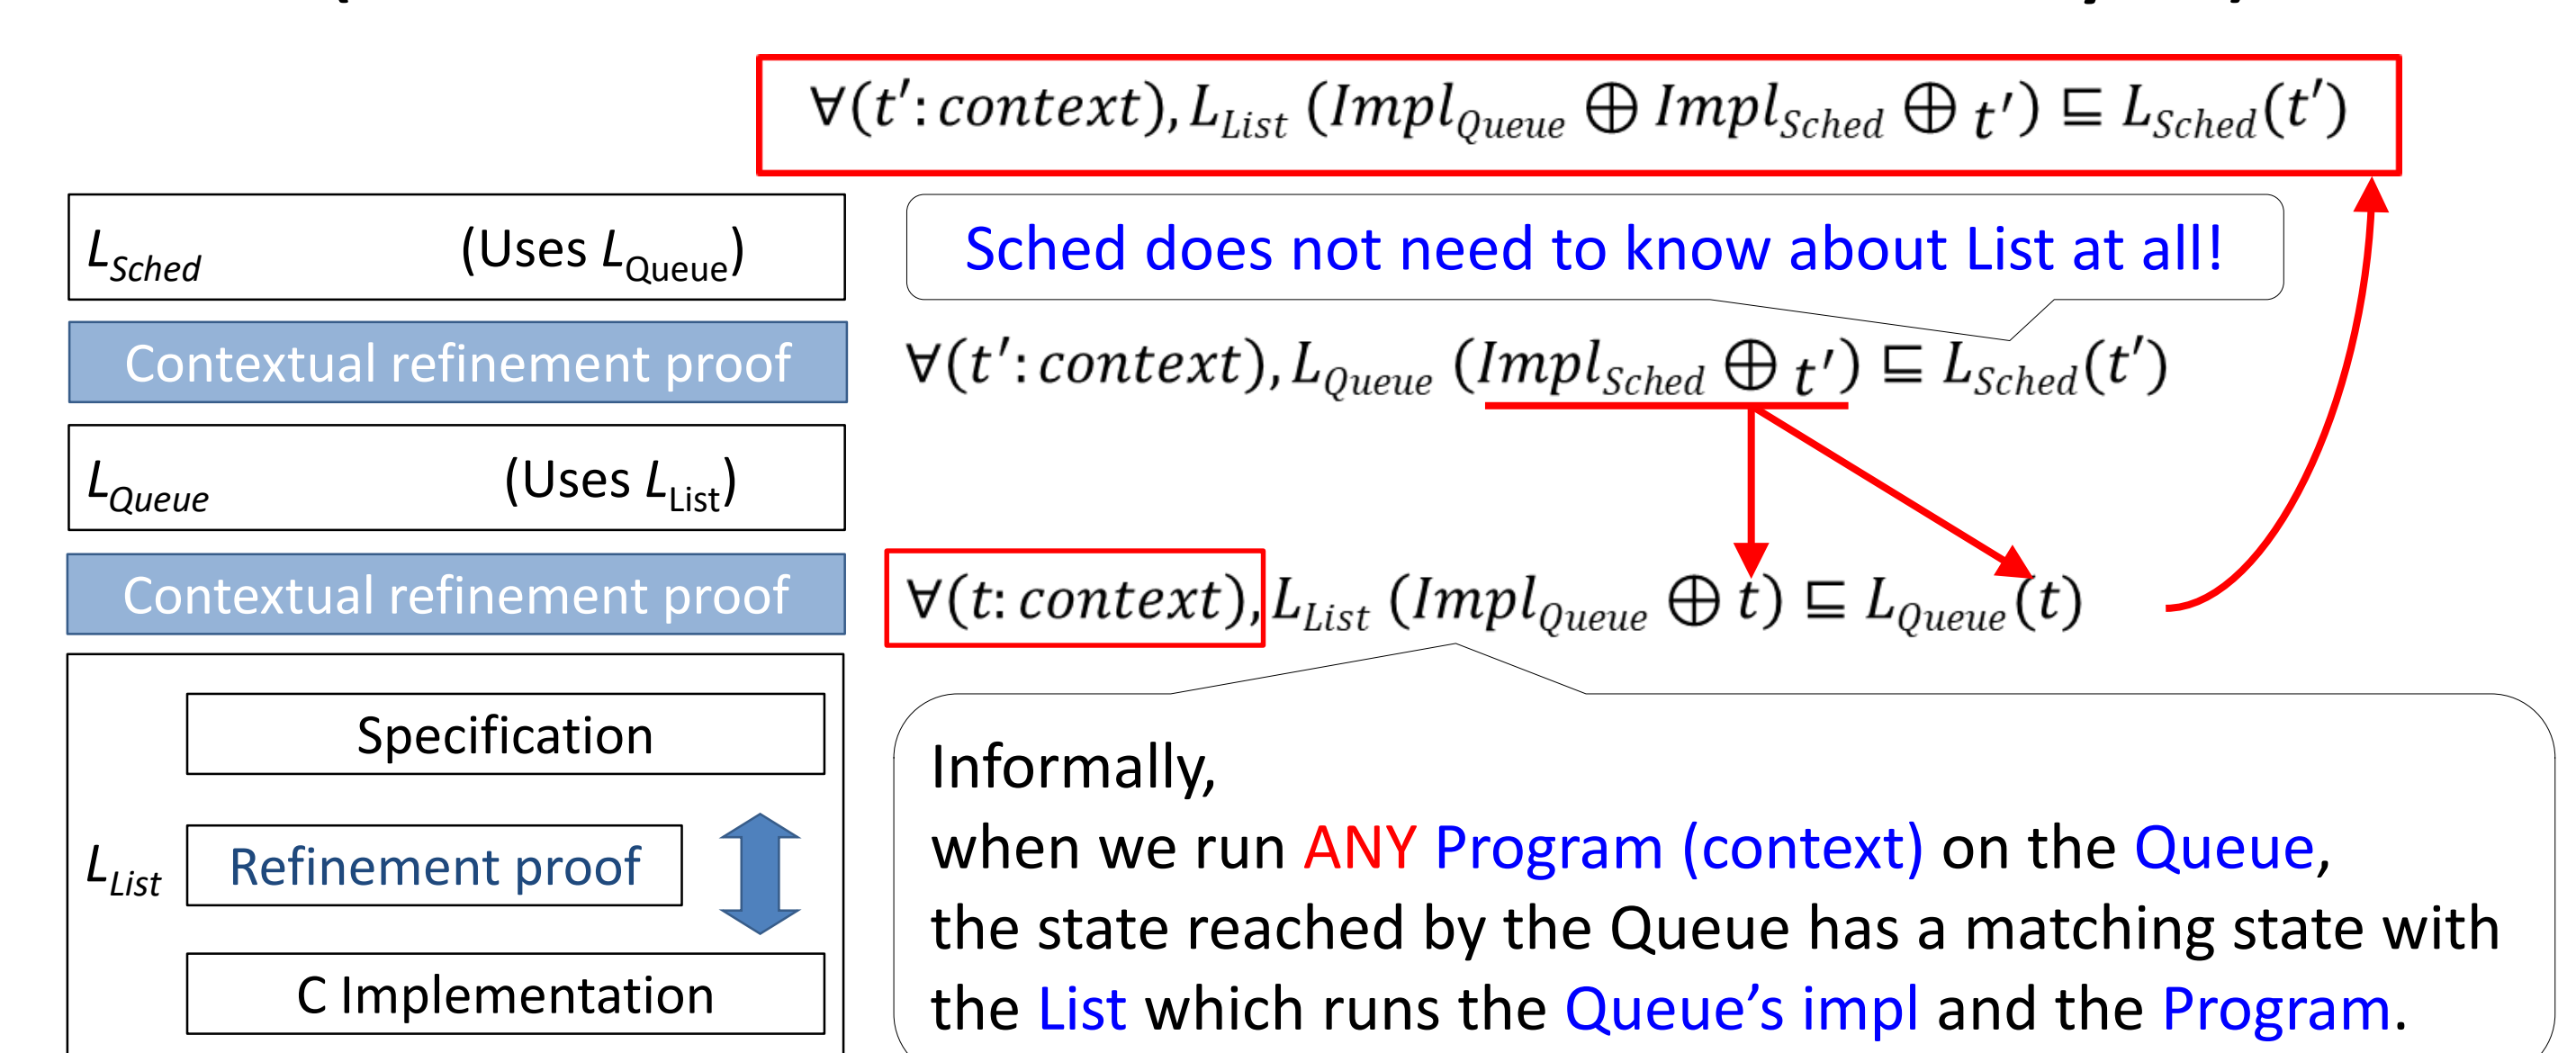 ∀(t′: context), L_List (Impl_Queue ⊕ Impl_Sched ⊕ t′) ⊑ L_Sched(t′)
L_Sched (Uses L_Queue)
Sched does not need to know about List at all!
Contextual refinement proof
∀(t′: context), L_Queue (Impl_Sched ⊕ t′) ⊑ L_Sched(t′)
L_Queue (Uses L_List)
Contextual refinement proof
∀(t: context), L_List (Impl_Queue ⊕ t) ⊑ L_Queue(t)
Specification
L_List
Refinement proof
C Implementation
Informally,
when we run ANY Program (context) on the Queue,
the state reached by the Queue has a matching state with
the List which runs the Queue’s impl and the Program.